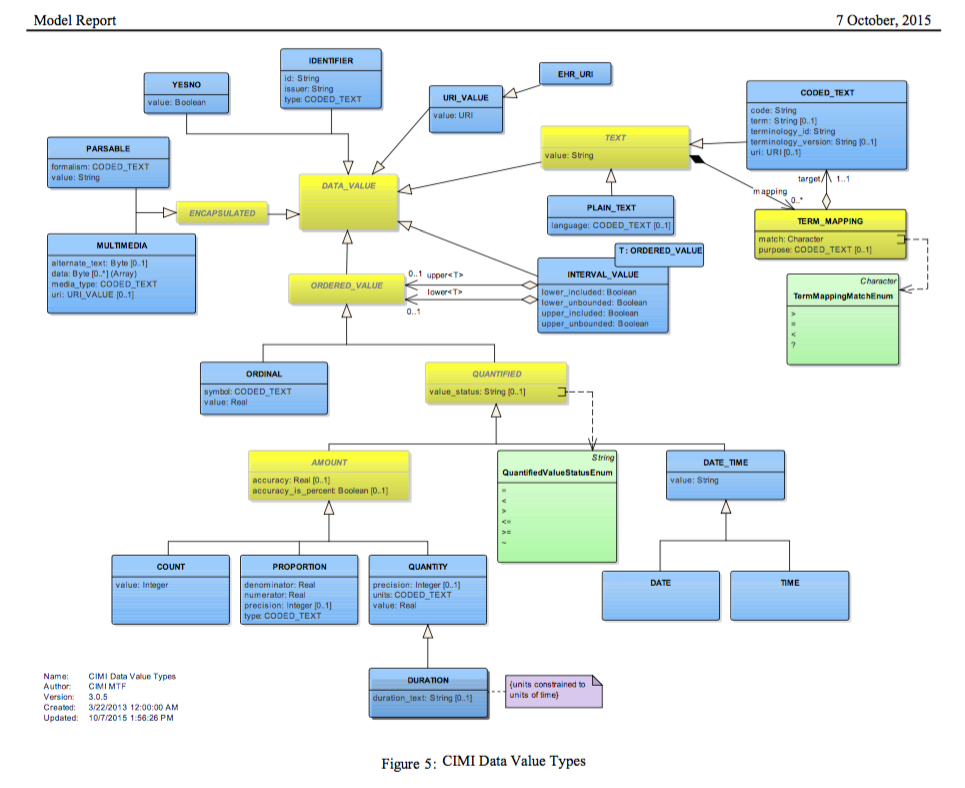 Model Report
7 October, 2015
IDENTIFIER
id: String
issuer: String
type: CODED_TEXT
YESNO
value: Boolean
EHR_URI
URI_VALUE
value: URI
CODED_TEXT
code: String
term: String [0..1]
terminology_id: String
terminology_version: String [0..1]
uri: URI [0..1]
TEXT
value: String
PARSABLE
formalism: CODED_TEXT
value: String
DATA_VALUE
target
1..1
mapping
0..*
ENCAPSULATED
PLAIN_TEXT
language: CODED_TEXT [0..1]
TERM_MAPPING
match: Character
purpose: CODED_TEXT [0..1]
MULTIMEDIA
alternate_text: Byte [0..1]
data: Byte [0..*] (Array)
media_type: CODED_TEXT
uri: URI_VALUE [0..1]
T: ORDERED_VALUE
INTERVAL_VALUE
lower_included: Boolean
lower_unbounded: Boolean
upper_included: Boolean
upper_unbounded: Boolean
0..1 upper<T>
lower<T>
0..1
ORDERED_VALUE
Character
TermMappingMatchEnum
>
=
<
?
ORDINAL
symbol: CODED_TEXT
value: Real
QUANTIFIED
value_status: String [0..1]
AMOUNT
accuracy: Real [0..1]
accuracy_is_percent: Boolean [0..1]
String
QuantifiedValueStatusEnum
=
<
>
<=
>=
~
DATE_TIME
value: String
COUNT
value: Integer
PROPORTION
denominator: Real
numerator: Real
precision: Integer [0..1]
type: CODED_TEXT
QUANTITY
precision: Integer [0..1]
units: CODED_TEXT
value: Real
DATE
TIME
DURATION
duration_text: String [0..1]
{units constrained to
units of time}
Name: CIMI Data Value Types
Author: CIMI MTF
Version: 3.0.5
Created: 3/22/2013 12:00:00 AM
Updated: 10/7/2015 1:56:26 PM
Figure 5: CIMI Data Value Types